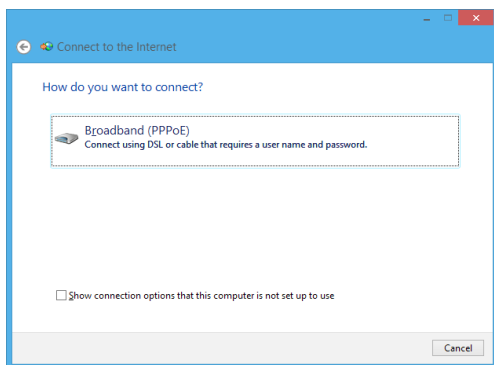 Connect to the Internet
How do you want to connect?
Broadband (PPPoE)
Connect using DSL or cable that requires a user name and password.
Show connection options that this computer is not set up to use
Cancel